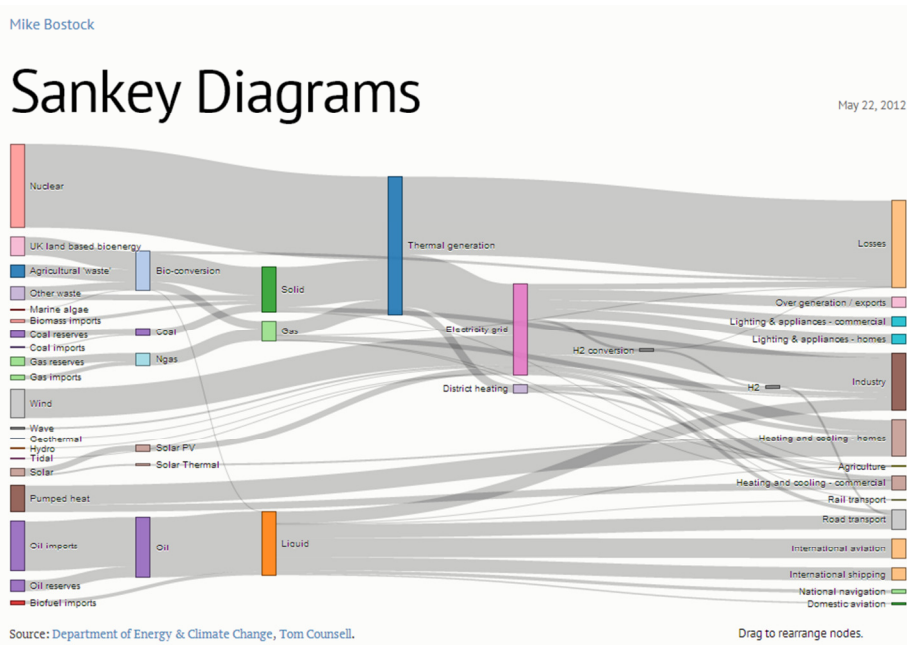 Mike Bostock
Sankey Diagrams
May 22, 2012
Nuclear
UK land based bioenergy
Agricultural 'waste'
Other waste
Marine algae
Biomass imports
Coal reserves
Coal imports
Gas reserves
Gas imports
Wind
Wave
Geothermal
Hydro
Tidal
Solar
Pumped heat
Oil imports
Oil reserves
Biofuel imports
Bio-conversion
Coal
Ngas
Solar PV
Solar Thermal
Oil
Solid
Gas
Liquid
Thermal generation
Electricity grid
District heating
H2 conversion
H2
Losses
Over generation / exports
Lighting & appliances - commercial
Lighting & appliances - homes
Industry
Heating and cooling - homes
Agriculture
Heating and cooling - commercial
Rail transport
Road transport
International aviation
International shipping
National navigation
Domestic aviation
Source: Department of Energy & Climate Change, Tom Counsell.
Drag to rearrange nodes.